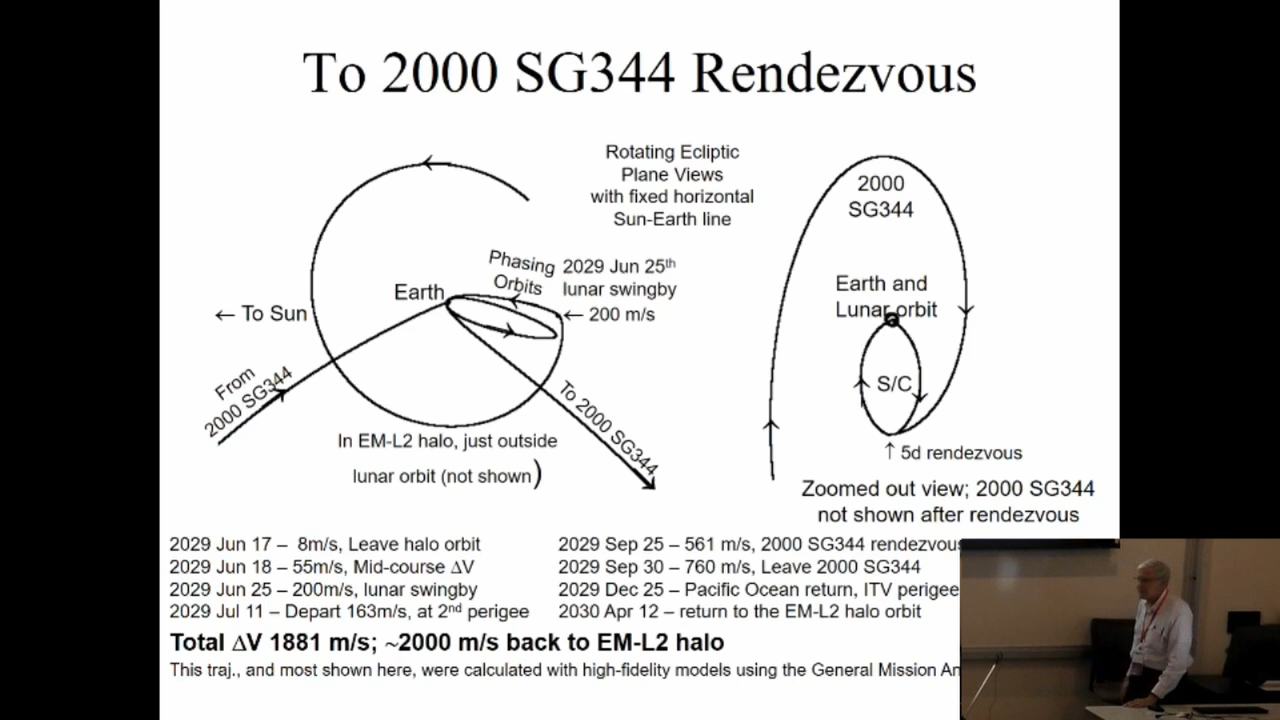 To 2000 SG344 Rendezvous
Rotating Ecliptic
Plane Views
with fixed horizontal
Sun-Earth line
2000
SG344
Phasing
Orbits
2029 Jun 25th
lunar swingby
← 200 m/s
Earth
← To Sun
From
2000 SG344
To 2000 SG344
In EM-L2 halo, just outside
lunar orbit (not shown)
Earth and
Lunar orbit
S/C
↑ 5d rendezvous
Zoomed out view; 2000 SG344
not shown after rendezvous
2029 Jun 17 – 8m/s, Leave halo orbit
2029 Jun 18 – 55m/s, Mid-course ΔV
2029 Jun 25 – 200m/s, lunar swingby
2029 Jul 11 – Depart 163m/s, at 2nd perigee
2029 Sep 25 – 561 m/s, 2000 SG344 rendezvous
2029 Sep 30 – 760 m/s, Leave 2000 SG344
2029 Dec 25 – Pacific Ocean return, ITV perigee
2030 Apr 12 – return to the EM-L2 halo orbit
Total ΔV 1881 m/s; ~2000 m/s back to EM-L2 halo
This traj., and most shown here, were calculated with high-fidelity models using the General Mission An